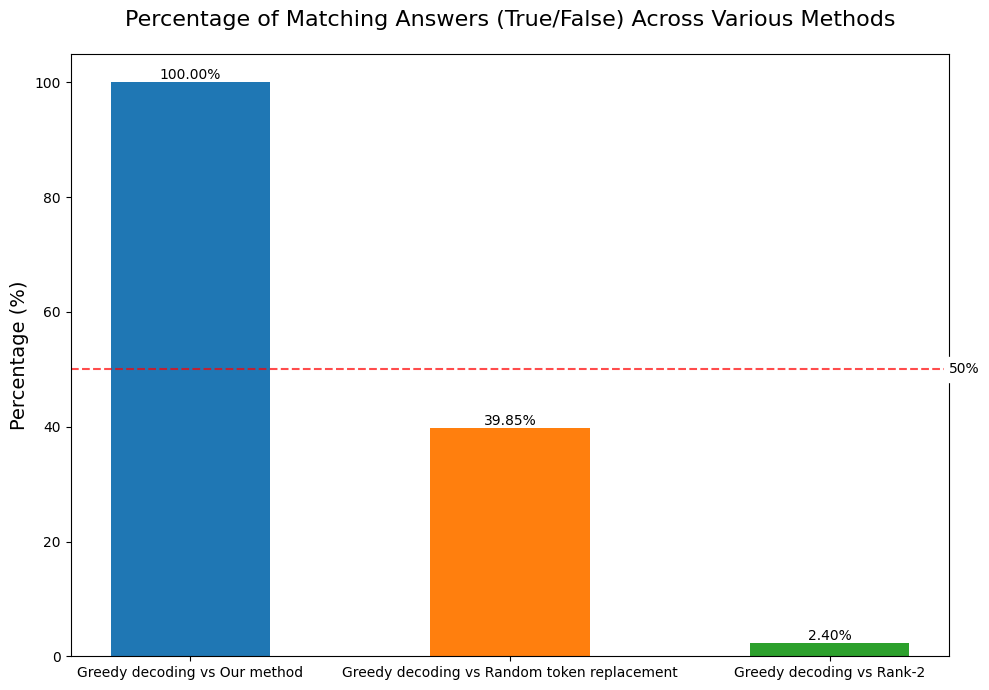 Percentage of Matching Answers (True/False) Across Various Methods
Percentage (%)
100
80
60
40
20
0
100.00%
39.85%
2.40%
50%
Greedy decoding vs Our method
Greedy decoding vs Random token replacement
Greedy decoding vs Rank-2